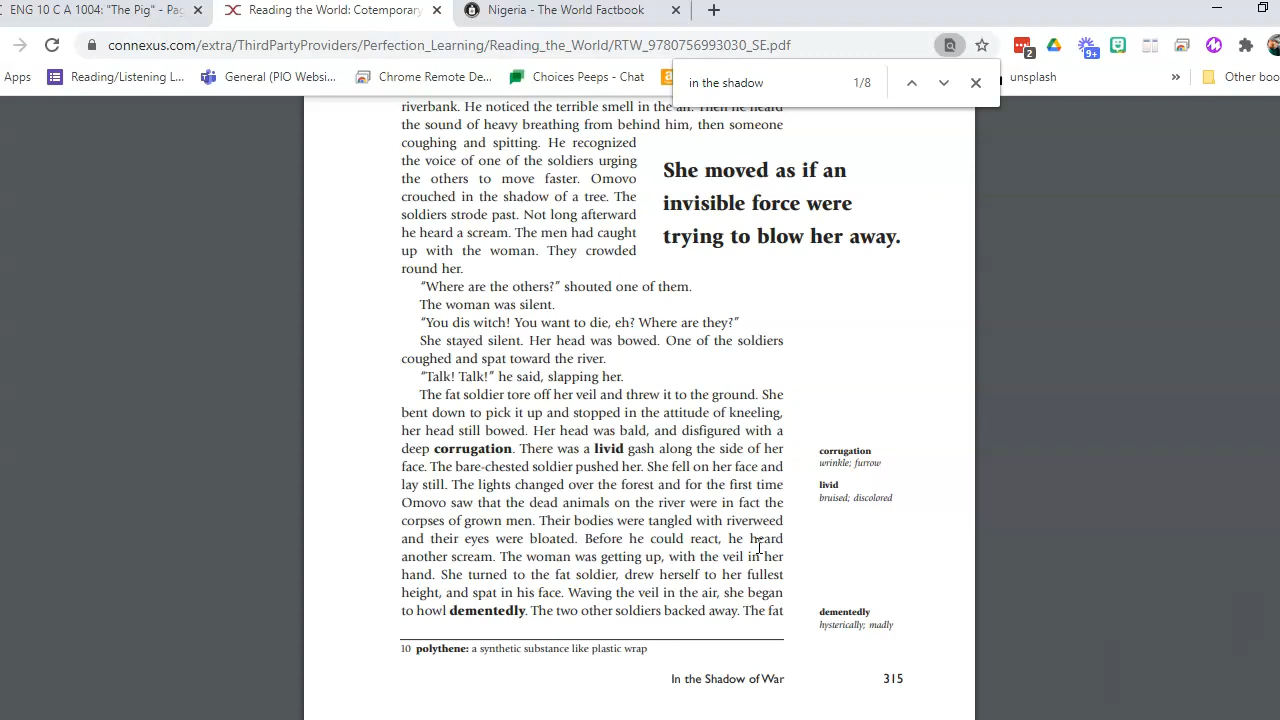 ENG 10 C A 1004: "The Pig" - Pa
Reading the World: Cotemporary
Nigeria - The World Factbook
connexus.com/extra/ThirdPartyProvider/Perfection_Learning/Reading_the_World/RTW_9780756993030_SE.pdf
2
9+
Apps
Reading/Listening L...
General (PIO Websi...
Chrome Remote De...
Choices Peeps - Chat
unsplash
»
Other boo
in the shadow
1/8
riverbank. He noticed the terrible smell in the air. Then he heard
the sound of heavy breathing from behind him, then someone
coughing and spitting. He recognized
the voice of one of the soldiers urging
the others to move faster. Omovo
crouched in the shadow of a tree. The
soldiers strode past. Not long afterward
he heard a scream. The men had caught
up with the woman. They crowded
round her.
She moved as if an
invisible force were
trying to blow her away.
“Where are the others?” shouted one of them.
The woman was silent.
“You dis witch! You want to die, eh? Where are they?”
She stayed silent. Her head was bowed. One of the soldiers
coughed and spat toward the river.
“Talk! Talk!” he said, slapping her.
The fat soldier tore off her veil and threw it to the ground. She
bent down to pick it up and stopped in the attitude of kneeling,
her head still bowed. Her head was bald, and disfigured with a
deep corrugation. There was a livid gash along the side of her
face. The bare-chested soldier pushed her. She fell on her face and
lay still. The lights changed over the forest and for the first time
Omovo saw that the dead animals on the river were in fact the
corpses of grown men. Their bodies were tangled with riverweed
and their eyes were bloated. Before he could react, he heard
another scream. The woman was getting up, with the veil in her
hand. She turned to the fat soldier, drew herself to her fullest
height, and spat in his face. Waving the veil in the air, she began
to howl dementedly. The two other soldiers backed away. The fat
corrugation
wrinkle; furrow
livid
bruised; discolored
dementedly
hysterically; madly
10 polythene: a synthetic substance like plastic wrap
In the Shadow of War
315